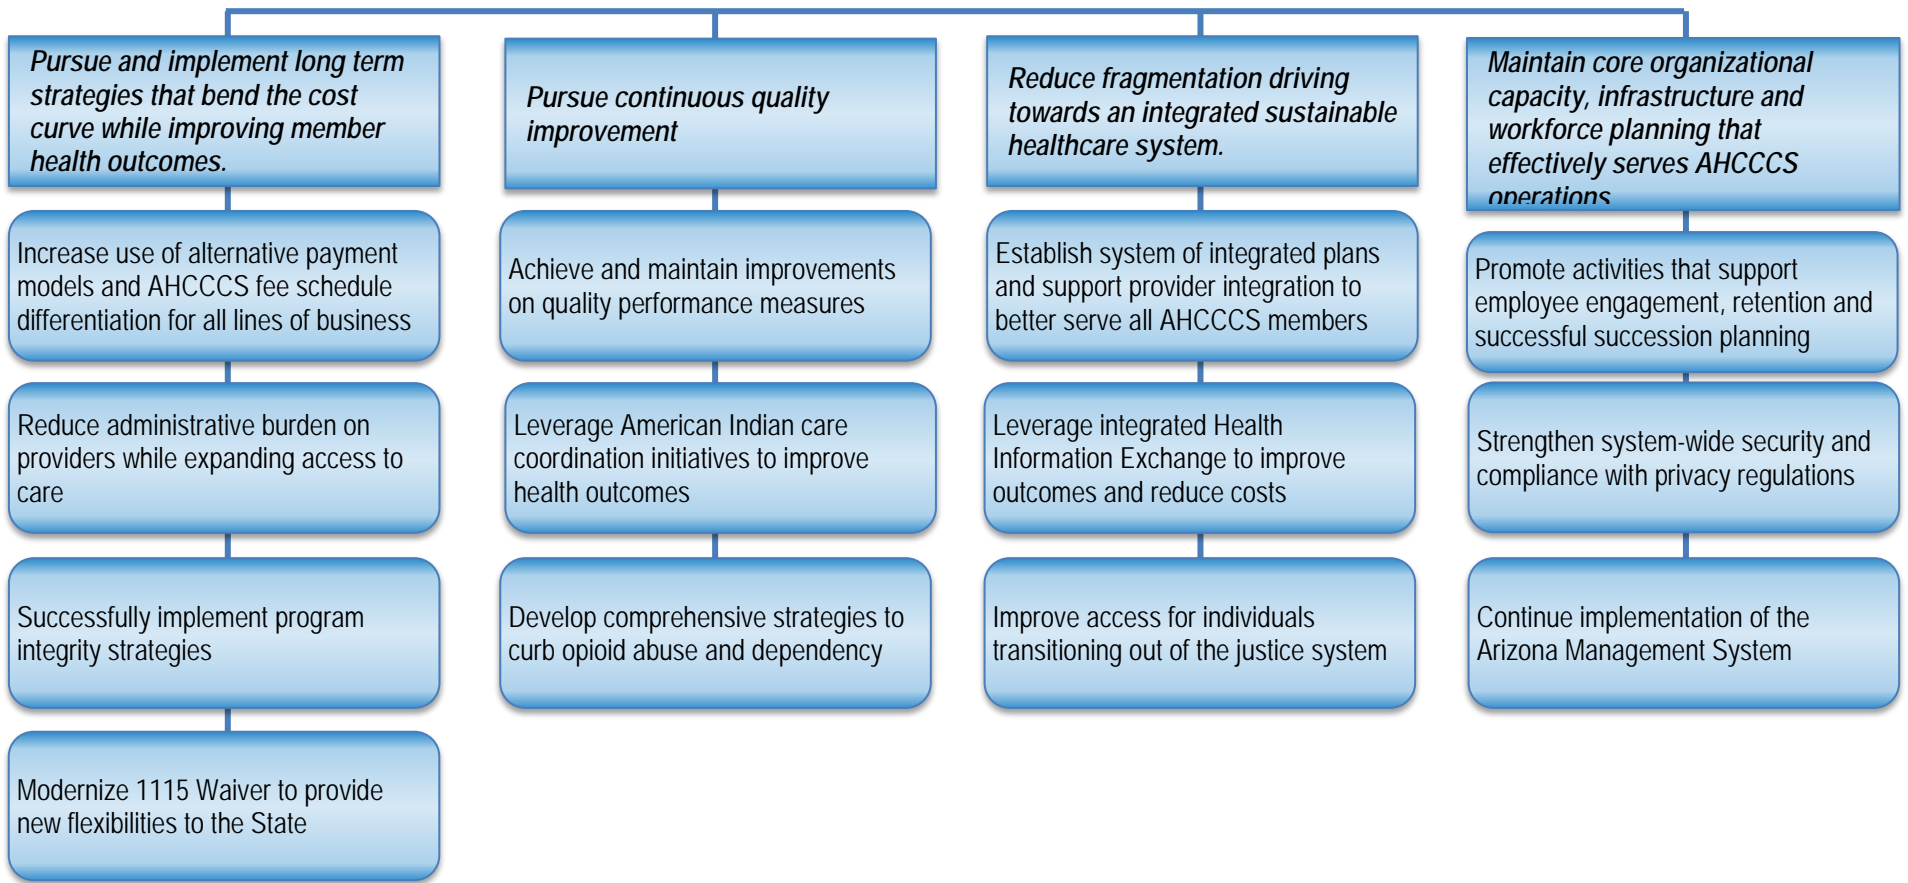 Pursue and implement long term
strategies that bend the cost
curve while improving member
health outcomes.
Increase use of alternative payment
models and AHCCCS fee schedule
differentiation for all lines of business
Reduce administrative burden on
providers while expanding access to
care
Successfully implement program
integrity strategies
Modernize 1115 Waiver to provide
new flexibilities to the State
Pursue continuous quality
improvement
Achieve and maintain improvements
on quality performance measures
Leverage American Indian care
coordination initiatives to improve
health outcomes
Develop comprehensive strategies to
curb opioid abuse and dependency
Reduce fragmentation driving
towards an integrated sustainable
healthcare system.
Establish system of integrated plans
and support provider integration to
better serve all AHCCCS members
Leverage integrated Health
Information Exchange to improve
outcomes and reduce costs
Improve access for individuals
transitioning out of the justice system
Maintain core organizational
capacity, infrastructure and
workforce planning that
effectively serves AHCCCS
operations
Promote activities that support
employee engagement, retention and
successful succession planning
Strengthen system-wide security and
compliance with privacy regulations
Continue implementation of the
Arizona Management System